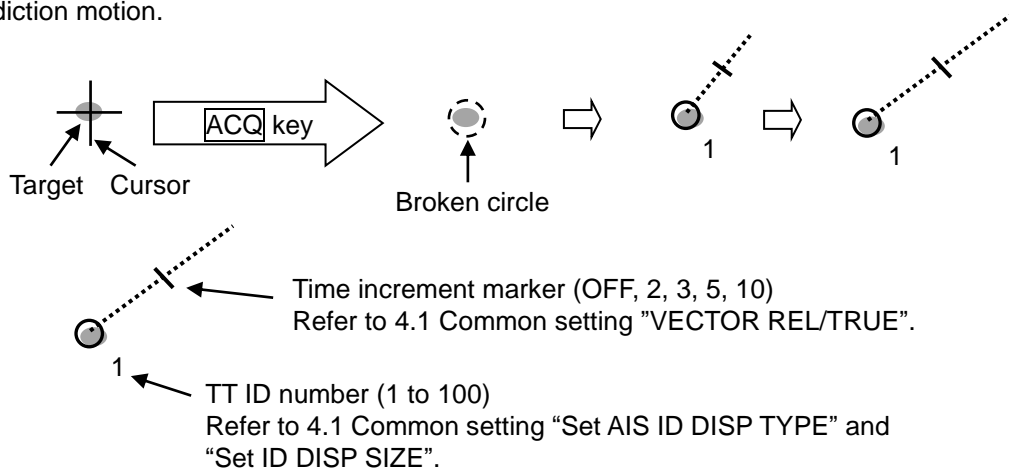 diction motion.
ACQ key
1
1
Target Cursor
Broken circle
Time increment marker (OFF, 2, 3, 5, 10)
Refer to 4.1 Common setting ”VECTOR REL/TRUE”.
1
TT ID number (1 to 100)
Refer to 4.1 Common setting “Set AIS ID DISP TYPE” and
“Set ID DISP SIZE”.